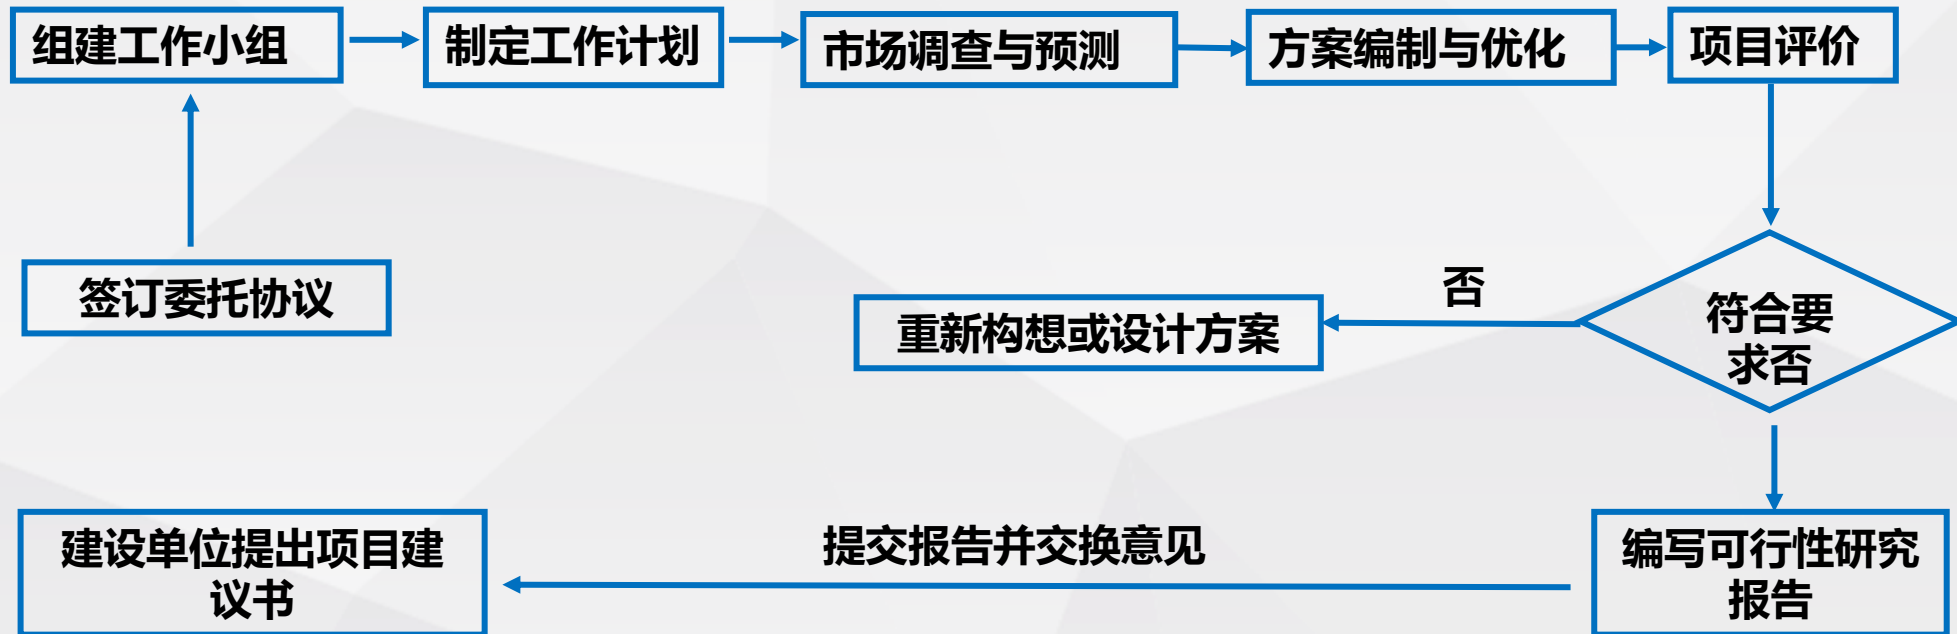 组建工作小组
制定工作计划
市场调查与预测
方案编制与优化
项目评价
签订委托协议
重新构想或设计方案
否
符合要
求否
建设单位提出项目建
议书
提交报告并交换意见
编写可行性研究
报告